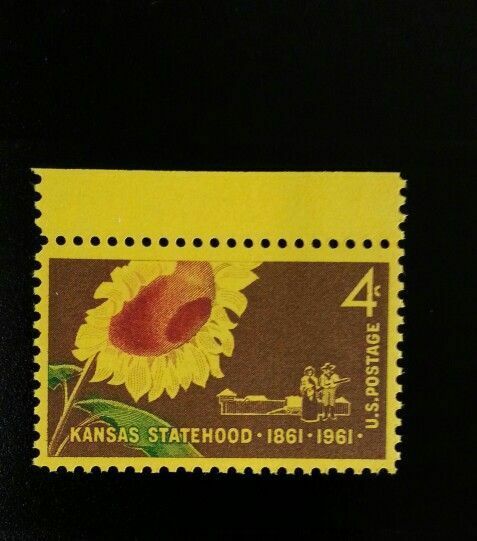 4¢
U.S. POSTAGE
KANSAS STATEHOOD · 1861 · 1961 ·